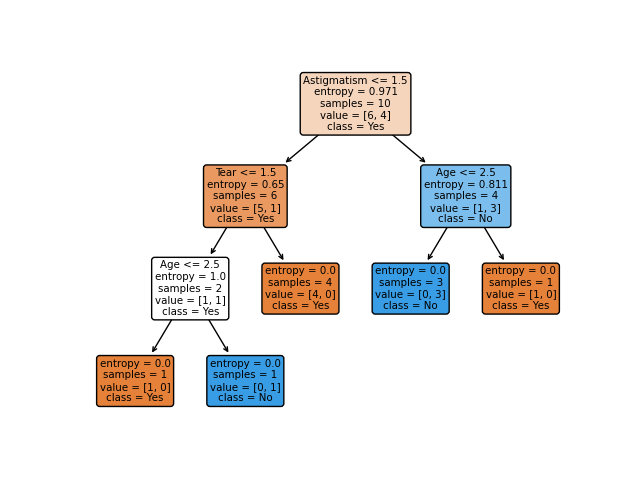 Astigmatism <= 1.5
entropy = 0.971
samples = 10
value = [6, 4]
class = Yes
Tear <= 1.5
entropy = 0.65
samples = 6
value = [5, 1]
class = Yes
Age <= 2.5
entropy = 0.811
samples = 4
value = [1, 3]
class = No
Age <= 2.5
entropy = 1.0
samples = 2
value = [1, 1]
class = Yes
entropy = 0.0
samples = 4
value = [4, 0]
class = Yes
entropy = 0.0
samples = 3
value = [0, 3]
class = No
entropy = 0.0
samples = 1
value = [1, 0]
class = Yes
entropy = 0.0
samples = 1
value = [1, 0]
class = Yes
entropy = 0.0
samples = 1
value = [0, 1]
class = No